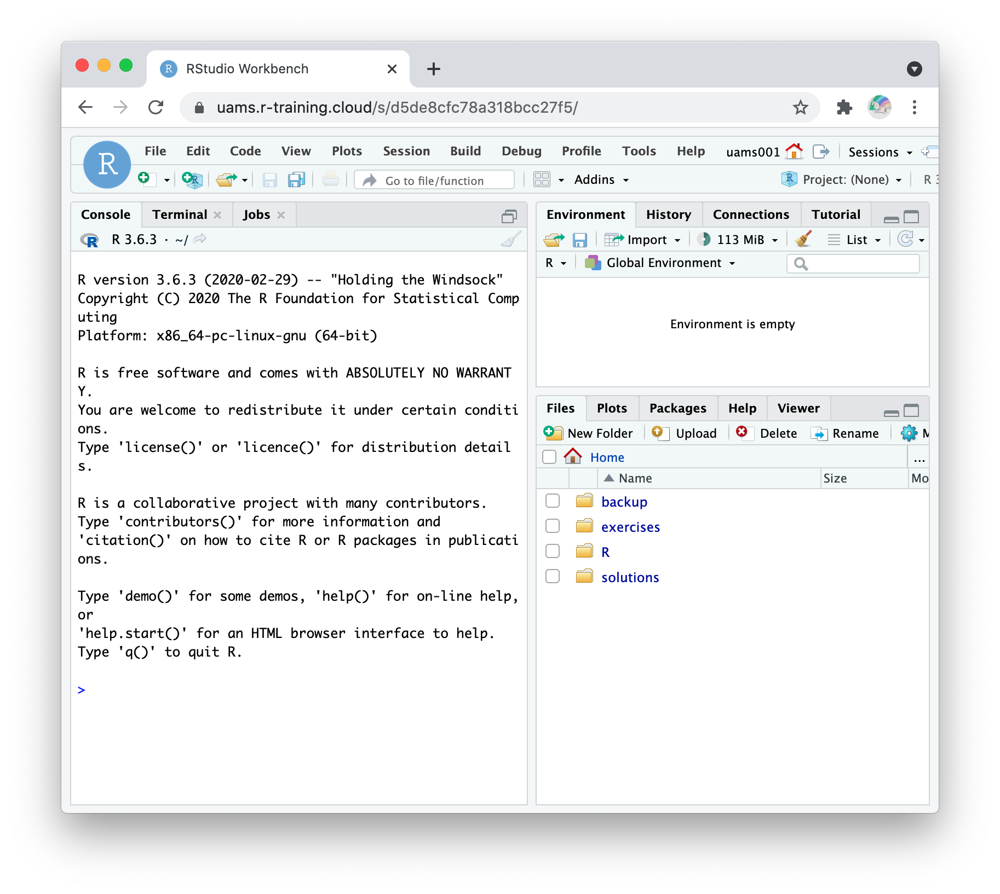 RStudio Workbench
uams.r-training.cloud/s/d5de8cfc78a318bcc27f5/
R
File Edit Code View Plots Session Build Debug Profile Tools Help uams001 Sessions
Go to file/function Addins Project: (None) R
Console Terminal Jobs
R 3.6.3 · ~/
R version 3.6.3 (2020-02-29) -- "Holding the Windsock"
Copyright (C) 2020 The R Foundation for Statistical Comp
uting
Platform: x86_64-pc-linux-gnu (64-bit)
R is free software and comes with ABSOLUTELY NO WARRANT
Y.
You are welcome to redistribute it under certain conditi
ons.
Type 'license()' or 'licence()' for distribution detail
s.
R is a collaborative project with many contributors.
Type 'contributors()' for more information and
'citation()' on how to cite R or R packages in publicati
ons.
Type 'demo()' for some demos, 'help()' for on-line help,
or
'help.start()' for an HTML browser interface to help.
Type 'q()' to quit R.
>
Environment History Connections Tutorial
Import 113 MiB List
R Global Environment
Environment is empty
Files Plots Packages Help Viewer
New Folder Upload Delete Rename M
Home ...
Name Size Mo
backup
exercises
R
solutions